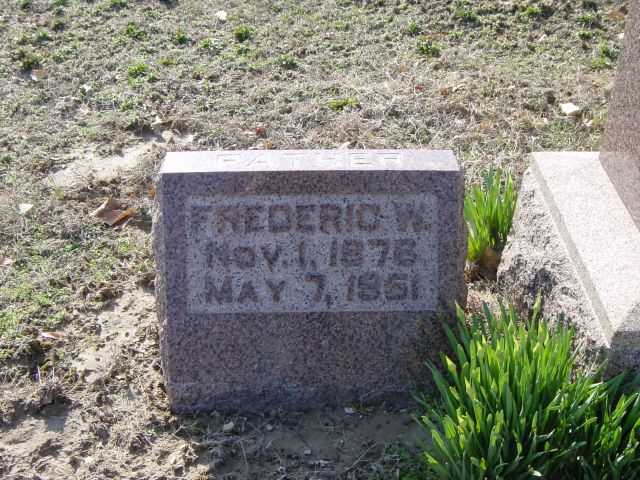 FATHER
FREDERIC W.
NOV. 1, 1876
MAY 7, 1951